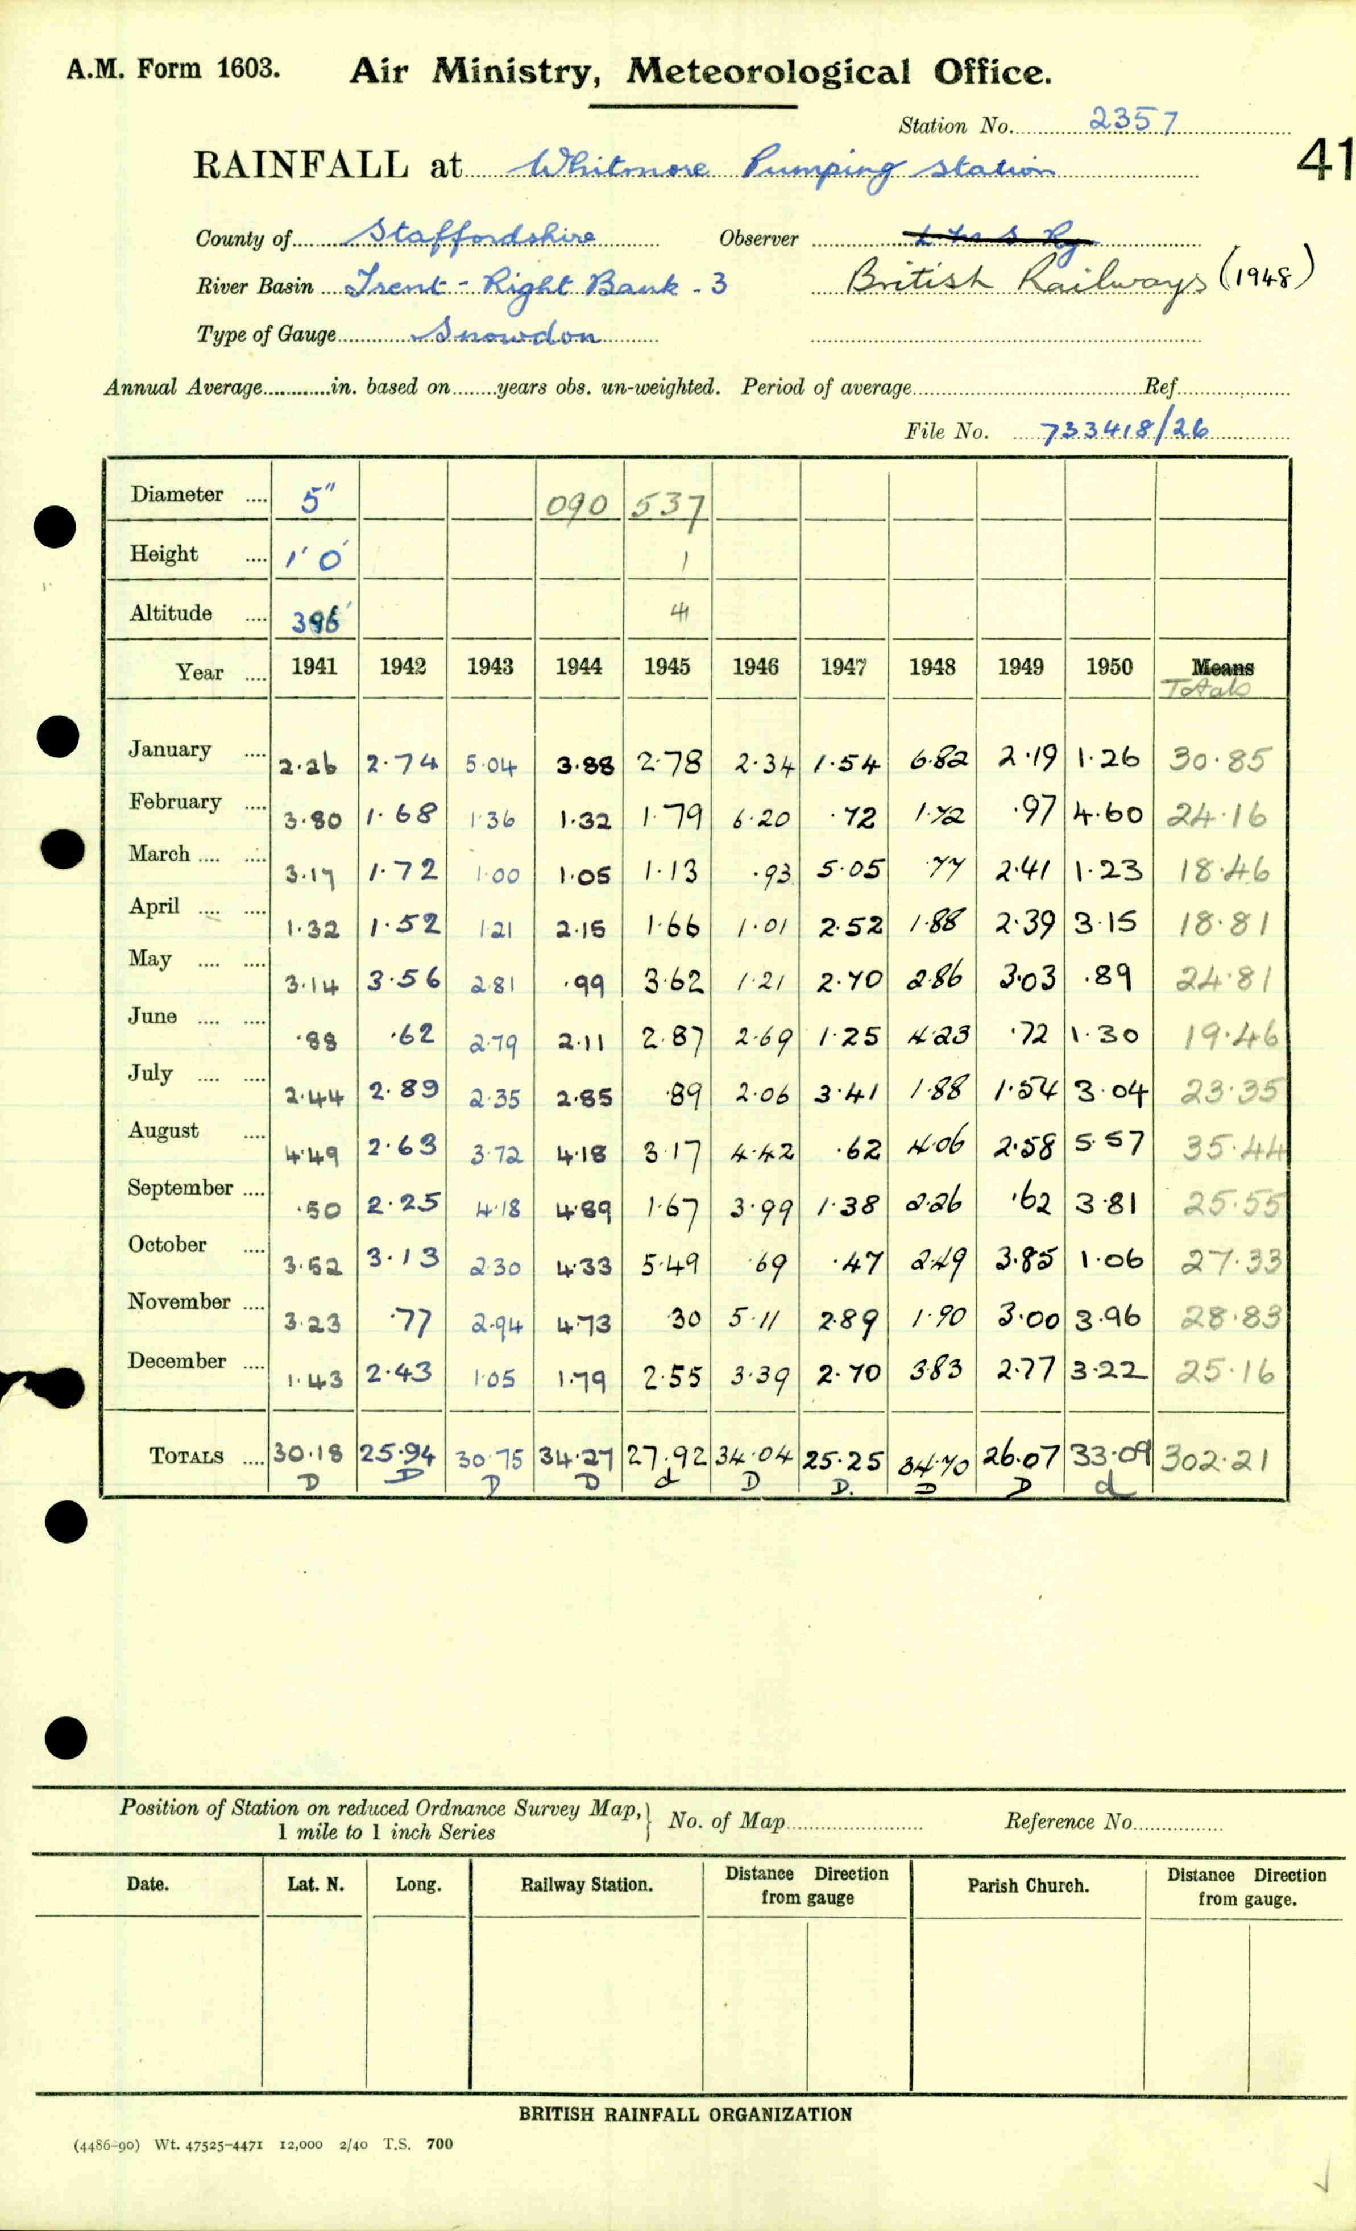 A.M. Form 1603. Air Ministry, Meteorological Office.
Station No. 2357
RAINFALL at Whitmore Pumping Station 41
County of Staffordshire Observer L M S Ry
River Basin Trent - Right Bank - 3 British Railways (1948)
Type of Gauge Snowdon
Annual Average in. based on years obs. un-weighted. Period of average Ref
File No. 733418/26
Diameter 5" 090 537
Height 1' 0" 1
Altitude 396' 4
Year 1941 1942 1943 1944 1945 1946 1947 1948 1949 1950 Means
Totals
January 2.26 2.74 5.04 3.88 2.78 2.34 1.54 6.82 2.19 1.26 30.85
February 3.80 1.68 1.36 1.32 1.79 6.20 .72 1.72 .97 4.60 24.16
March 3.17 1.72 1.00 1.05 1.13 .93 5.05 .77 2.41 1.23 18.46
April 1.32 1.52 1.21 2.15 1.66 1.01 2.52 1.88 2.39 3.15 18.81
May 3.14 3.56 2.81 .99 3.62 1.21 2.70 2.86 3.03 .89 24.81
June .88 .62 2.79 2.11 2.87 2.69 1.25 4.23 .72 1.30 19.46
July 2.44 2.89 2.35 2.85 .89 2.06 3.41 1.88 1.54 3.04 23.35
August 4.49 2.63 3.72 4.18 3.17 4.42 .62 4.06 2.58 5.57 35.44
September .50 2.25 4.18 4.89 1.67 3.99 1.38 2.26 .62 3.81 25.55
October 3.52 3.13 2.30 4.33 5.49 .69 .47 2.49 3.85 1.06 27.33
November 3.23 .77 2.94 4.73 .30 5.11 2.89 1.90 3.00 3.96 28.83
December 1.43 2.43 1.05 1.79 2.55 3.39 2.70 3.83 2.77 3.22 25.16
TOTALS 30.18 25.94 30.75 34.27 27.92 34.04 25.25 34.70 26.07 33.09 302.21
D D D D d D D. D D d
Position of Station on reduced Ordnance Survey Map, } No. of Map Reference No.
1 mile to 1 inch Series
Date. Lat. N. Long. Railway Station. Distance Direction Parish Church. Distance Direction
from gauge from gauge.
BRITISH RAINFALL ORGANIZATION
(4486-90) Wt. 47525-4471 12,000 2/40 T.S. 700